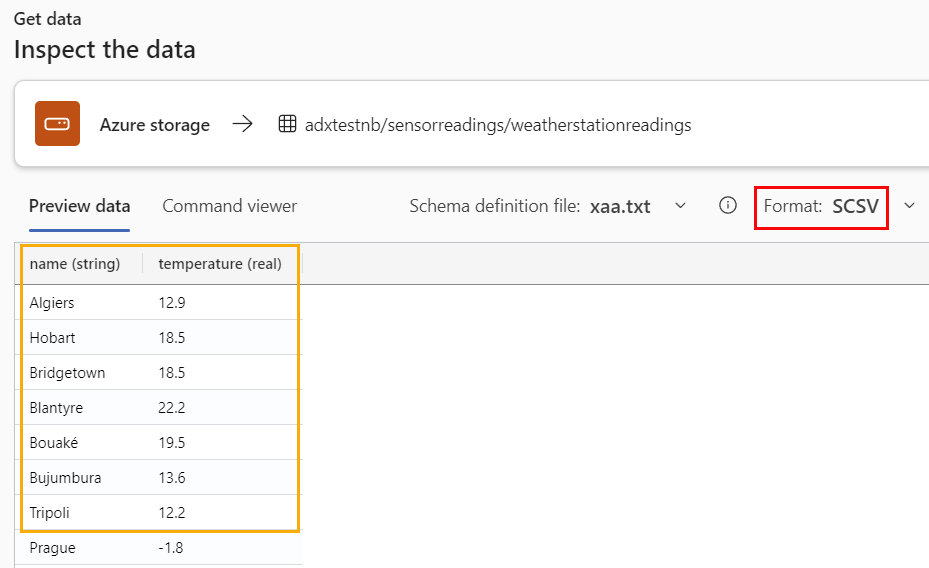 Get data
Inspect the data
Azure storage adxtestnb/sensorreadings/weatherstationreadings
Preview data Command viewer Schema definition file: xaa.txt Format: SCSV
name (string) temperature (real)
Algiers 12.9
Hobart 18.5
Bridgetown 18.5
Blantyre 22.2
Bouaké 19.5
Bujumbura 13.6
Tripoli 12.2
Prague -1.8